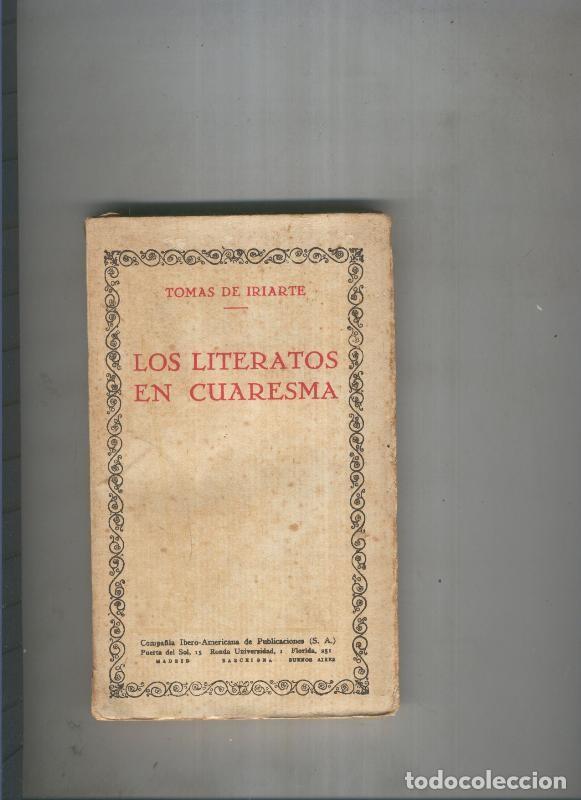 TOMAS DE IRIARTE
LOS LITERATOS
EN CUARESMA
Compañía Ibero-Americana de Publicaciones (S. A.)
Puerta del Sol, 15 Ronda Universidad, 1 Florida, 251
MADRID BARCELONA BUENOS AIRES
todocoleccion